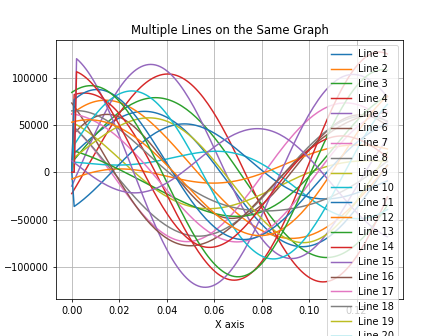 Multiple Lines on the Same Graph
100000
50000
0
−50000
−100000
0.00 0.02 0.04 0.06 0.08 0.10
X axis
Line 1
Line 2
Line 3
Line 4
Line 5
Line 6
Line 7
Line 8
Line 9
Line 10
Line 11
Line 12
Line 13
Line 14
Line 15
Line 16
Line 17
Line 18
Line 19
Line 20